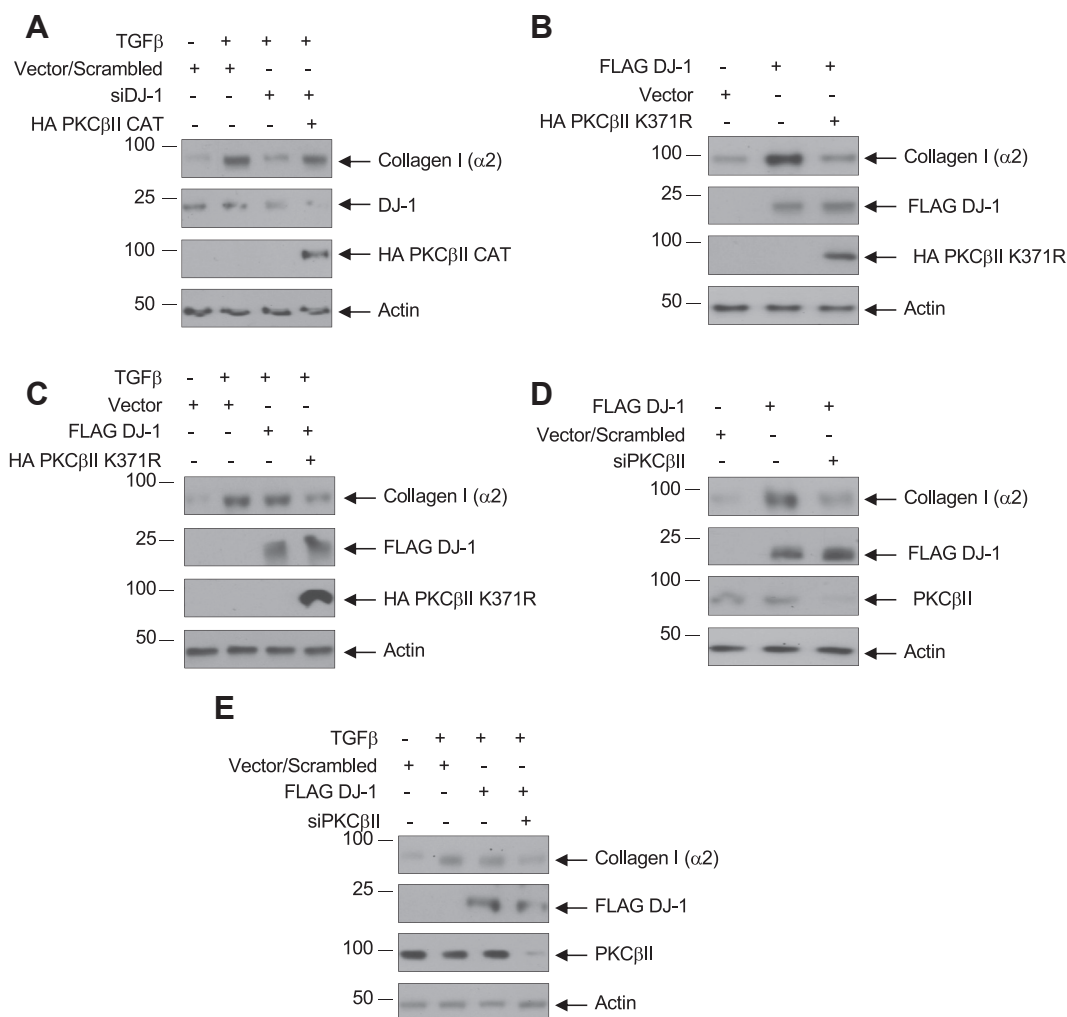 A
TGFβ - + + +
Vector/Scrambled + + - -
siDJ-1 - - + +
HA PKCβII CAT - - - +
100 Collagen I (α2)
25 DJ-1
100 HA PKCβII CAT
50 Actin
B
FLAG DJ-1 - + +
Vector + - -
HA PKCβII K371R - - +
100 Collagen I (α2)
25 FLAG DJ-1
100 HA PKCβII K371R
50 Actin
C
TGFβ - + + +
Vector + + - -
FLAG DJ-1 - - + +
HA PKCβII K371R - - - +
100 Collagen I (α2)
25 FLAG DJ-1
100 HA PKCβII K371R
50 Actin
D
FLAG DJ-1 - + +
Vector/Scrambled + - -
siPKCβII - - +
100 Collagen I (α2)
25 FLAG DJ-1
100 PKCβII
50 Actin
E
TGFβ - + + +
Vector/Scrambled + + - -
FLAG DJ-1 - - + +
siPKCβII - - - +
100 Collagen I (α2)
25 FLAG DJ-1
100 PKCβII
50 Actin